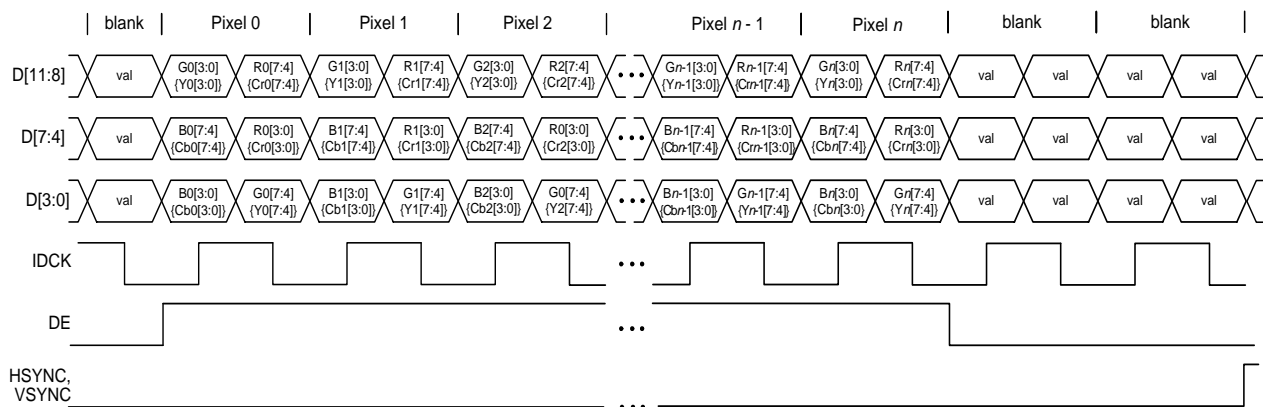 blank Pixel 0 Pixel 1 Pixel 2 Pixel n - 1 Pixel n blank blank
D[11:8] val G0[3:0] R0[7:4] G1[3:0] R1[7:4] G2[3:0] R2[7:4] ••• Gn-1[3:0] Rn-1[7:4] Gn[3:0] Rn[7:4] val val val val
{Y0[3:0]} {Cr0[7:4]} {Y1[3:0]} {Cr1[7:4]} {Y2[3:0]} {Cr2[7:4]} {Yn-1[3:0]} {Crn-1[7:4]} {Yn[3:0]} {Crn[7:4]}
D[7:4] val B0[7:4] R0[3:0] B1[7:4] R1[3:0] B2[7:4] R0[3:0] ••• Bn-1[7:4] Rn-1[3:0] Bn[7:4] Rn[3:0] val val val val
{Cb0[7:4]} {Cr0[3:0]} {Cb1[7:4]} {Cr1[3:0]} {Cb2[7:4]} {Cr2[3:0]} {Cbn-1[7:4]} {Crn-1[3:0]} {Cbn[7:4]} {Crn[3:0]}
D[3:0] val B0[3:0] G0[7:4] B1[3:0] G1[7:4] B2[3:0] G0[7:4] ••• Bn-1[3:0] Gn-1[7:4] Bn[3:0] Gn[7:4] val val val val
{Cb0[3:0]} {Y0[7:4]} {Cb1[3:0]} {Y1[7:4]} {Cb2[3:0]} {Y2[7:4]} {Cbn-1[3:0]} {Yn-1[7:4]} {Cbn[3:0} {Yn[7:4]}
IDCK •••
DE •••
HSYNC,
VSYNC •••